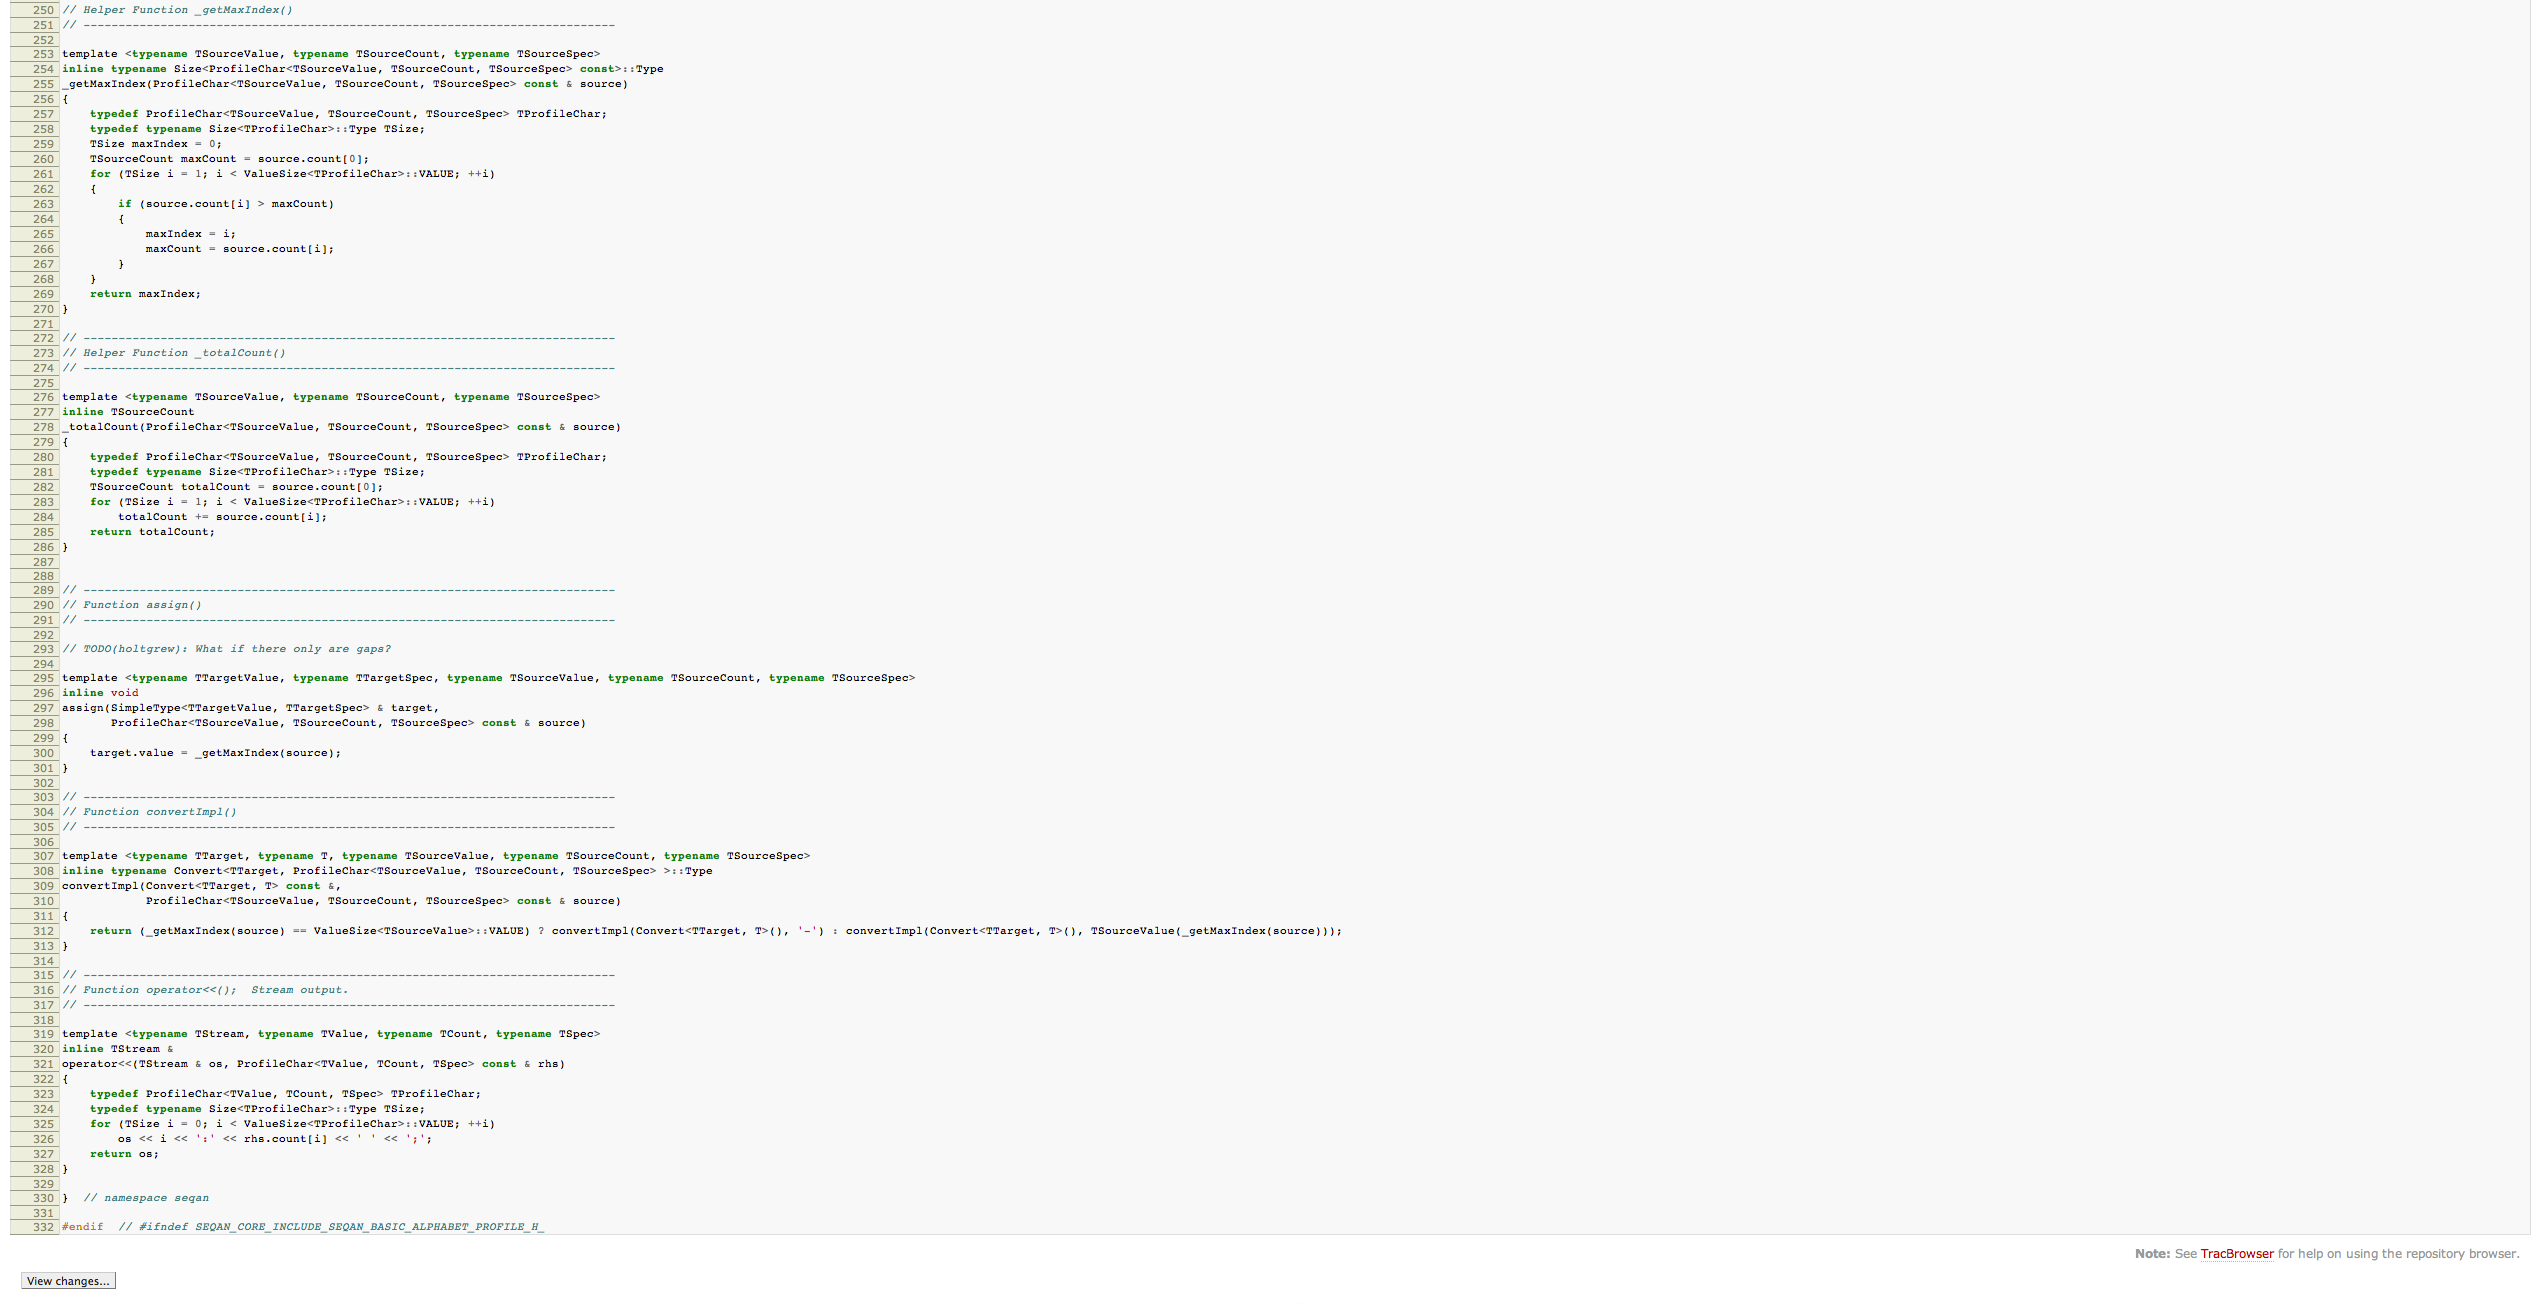 250 // Helper Function _getMaxIndex()
251 // ----------------------------------------------------------------------------
252
253 template <typename TSourceValue, typename TSourceCount, typename TSourceSpec>
254 inline typename Size<ProfileChar<TSourceValue, TSourceCount, TSourceSpec> const>::Type
255 _getMaxIndex(ProfileChar<TSourceValue, TSourceCount, TSourceSpec> const & source)
256 {
257     typedef ProfileChar<TSourceValue, TSourceCount, TSourceSpec> TProfileChar;
258     typedef typename Size<TProfileChar>::Type TSize;
259     TSize maxIndex = 0;
260     TSourceCount maxCount = source.count[0];
261     for (TSize i = 1; i < ValueSize<TProfileChar>::VALUE; ++i)
262     {
263         if (source.count[i] > maxCount)
264         {
265             maxIndex = i;
266             maxCount = source.count[i];
267         }
268     }
269     return maxIndex;
270 }
271
272 // ----------------------------------------------------------------------------
273 // Helper Function _totalCount()
274 // ----------------------------------------------------------------------------
275
276 template <typename TSourceValue, typename TSourceCount, typename TSourceSpec>
277 inline TSourceCount
278 _totalCount(ProfileChar<TSourceValue, TSourceCount, TSourceSpec> const & source)
279 {
280     typedef ProfileChar<TSourceValue, TSourceCount, TSourceSpec> TProfileChar;
281     typedef typename Size<TProfileChar>::Type TSize;
282     TSourceCount totalCount = source.count[0];
283     for (TSize i = 1; i < ValueSize<TProfileChar>::VALUE; ++i)
284         totalCount += source.count[i];
285     return totalCount;
286 }
287
288
289 // ----------------------------------------------------------------------------
290 // Function assign()
291 // ----------------------------------------------------------------------------
292
293 // TODO(holtgrew): What if there only are gaps?
294
295 template <typename TTargetValue, typename TTargetSpec, typename TSourceValue, typename TSourceCount, typename TSourceSpec>
296 inline void
297 assign(SimpleType<TTargetValue, TTargetSpec> & target,
298        ProfileChar<TSourceValue, TSourceCount, TSourceSpec> const & source)
299 {
300     target.value = _getMaxIndex(source);
301 }
302
303 // ----------------------------------------------------------------------------
304 // Function convertImpl()
305 // ----------------------------------------------------------------------------
306
307 template <typename TTarget, typename T, typename TSourceValue, typename TSourceCount, typename TSourceSpec>
308 inline typename Convert<TTarget, ProfileChar<TSourceValue, TSourceCount, TSourceSpec> >::Type
309 convertImpl(Convert<TTarget, T> const &,
310             ProfileChar<TSourceValue, TSourceCount, TSourceSpec> const & source)
311 {
312     return (_getMaxIndex(source) == ValueSize<TSourceValue>::VALUE) ? convertImpl(Convert<TTarget, T>(), '-') : convertImpl(Convert<TTarget, T>(), TSourceValue(_getMaxIndex(source)));
313 }
314
315 // ----------------------------------------------------------------------------
316 // Function operator<<();  Stream output.
317 // ----------------------------------------------------------------------------
318
319 template <typename TStream, typename TValue, typename TCount, typename TSpec>
320 inline TStream &
321 operator<<(TStream & os, ProfileChar<TValue, TCount, TSpec> const & rhs)
322 {
323     typedef ProfileChar<TValue, TCount, TSpec> TProfileChar;
324     typedef typename Size<TProfileChar>::Type TSize;
325     for (TSize i = 0; i < ValueSize<TProfileChar>::VALUE; ++i)
326         os << i << ':' << rhs.count[i] << ' ' << ';';
327     return os;
328 }
329
330 }  // namespace seqan
331
332 #endif  // #ifndef SEQAN_CORE_INCLUDE_SEQAN_BASIC_ALPHABET_PROFILE_H_
Note: See TracBrowser for help on using the repository browser.
View changes...